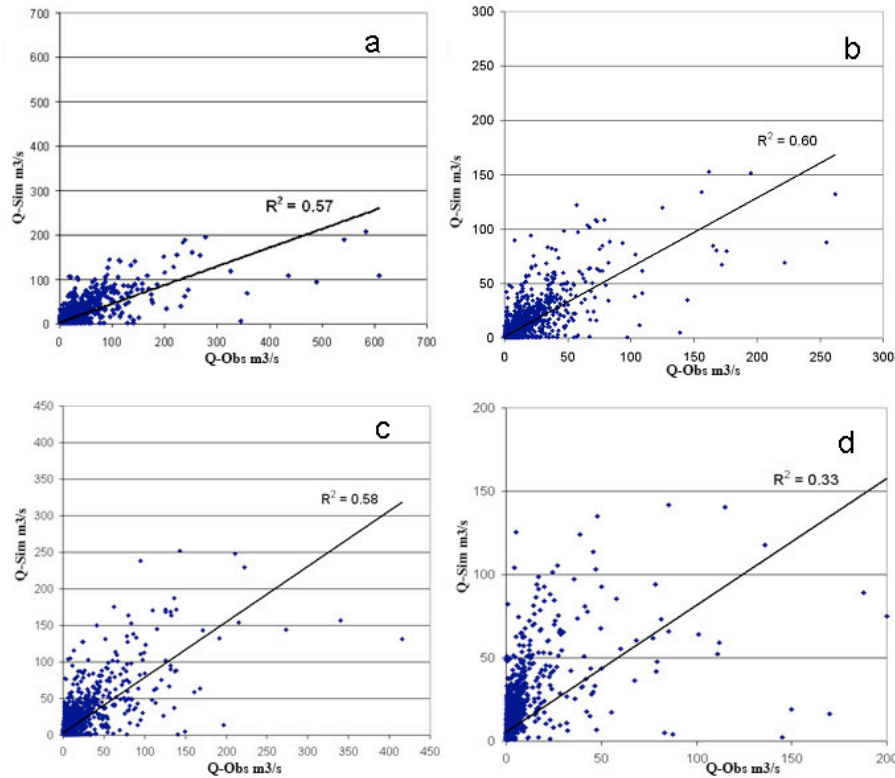 a
700
600
500
400
300
200
100
0
Q-Sim m3/s
R² = 0.57
0 100 200 300 400 500 600 700
Q-Obs m3/s
b
300
250
200
150
100
50
0
Q-Sim m3/s
R² = 0.60
0 50 100 150 200 250 300
Q-Obs m3/s
c
450
400
350
300
250
200
150
100
50
0
Q-Sim m3/s
R² = 0.58
0 50 100 150 200 250 300 350 400 450
Q-Obs m3/s
d
200
150
100
50
0
Q-Sim m3/s
R² = 0.33
0 50 100 150 200
Q-Obs m3/s